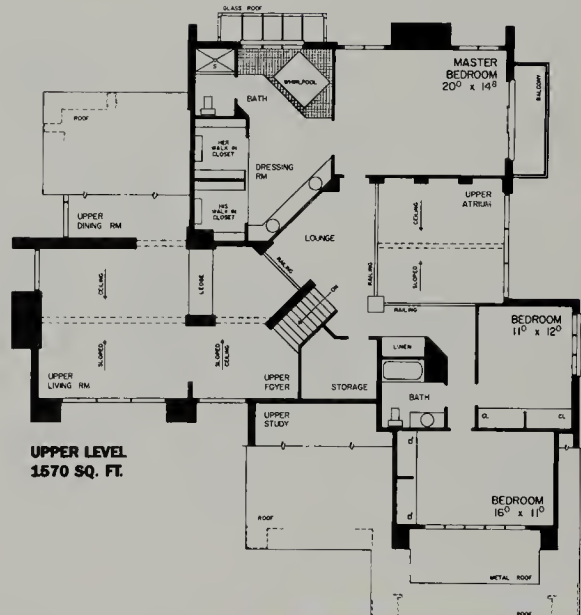 GLASS ROOF
S
WHIRLPOOL
BATH
MASTER
BEDROOM
20⁰ x 14⁸
BALCONY
ROOF
HER
WALK IN
CLOSET
DRESSING
RM
HIS
WALK IN
CLOSET
UPPER
DINING RM
LOUNGE
UPPER
ATRIUM
CEILING
SLOPED
RAILING
RAILING
RAILING
CEILING
LEDGE
DN
SLOPED
SLOPED
CEILING
UPPER
LIVING RM
UPPER
FOYER
STORAGE
LINEN
BATH
BEDROOM
11⁰ x 12⁰
CL
CL
UPPER
STUDY
UPPER LEVEL
1570 SQ. FT.
ROOF
cl
cl
BEDROOM
16⁰ x 11⁰
METAL ROOF
ROOF